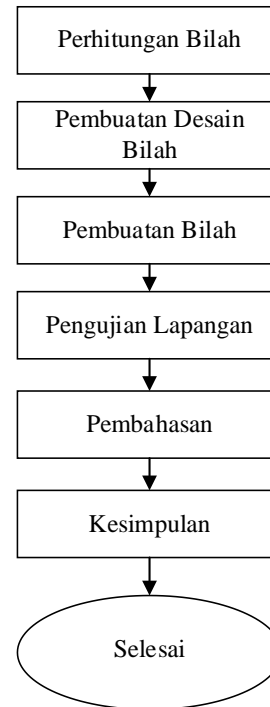 Perhitungan Bilah
Pembuatan Desain
Bilah
Pembuatan Bilah
Pengujian Lapangan
Pembahasan
Kesimpulan
Selesai